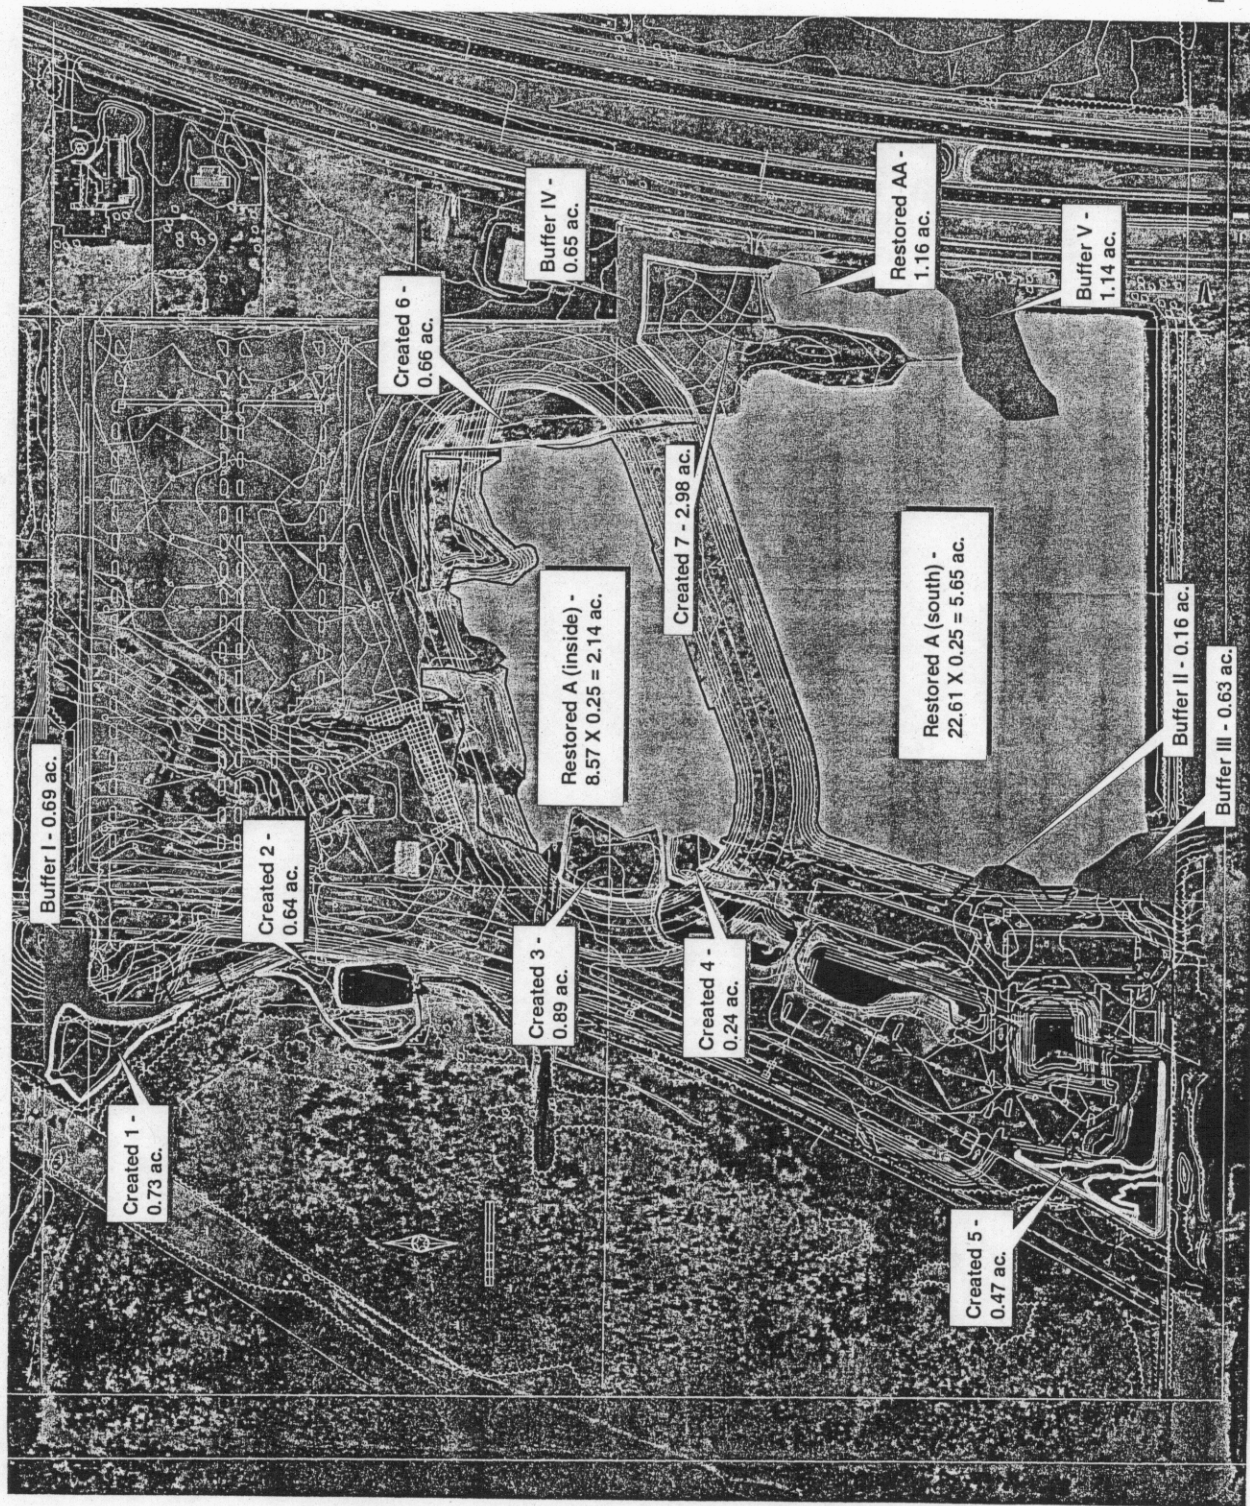 Buffer I - 0.69 ac.
Created 1 -
0.73 ac.
Created 2 -
0.64 ac.
Created 6 -
0.66 ac.
Buffer IV -
0.65 ac.
Created 3 -
0.89 ac.
Restored A (inside) -
8.57 X 0.25 = 2.14 ac.
Created 4 -
0.24 ac.
Created 7 - 2.98 ac.
Restored AA -
1.16 ac.
Restored A (south) -
22.61 X 0.25 = 5.65 ac.
Created 5 -
0.47 ac.
Buffer V -
1.14 ac.
Buffer II - 0.16 ac.
Buffer III - 0.63 ac.